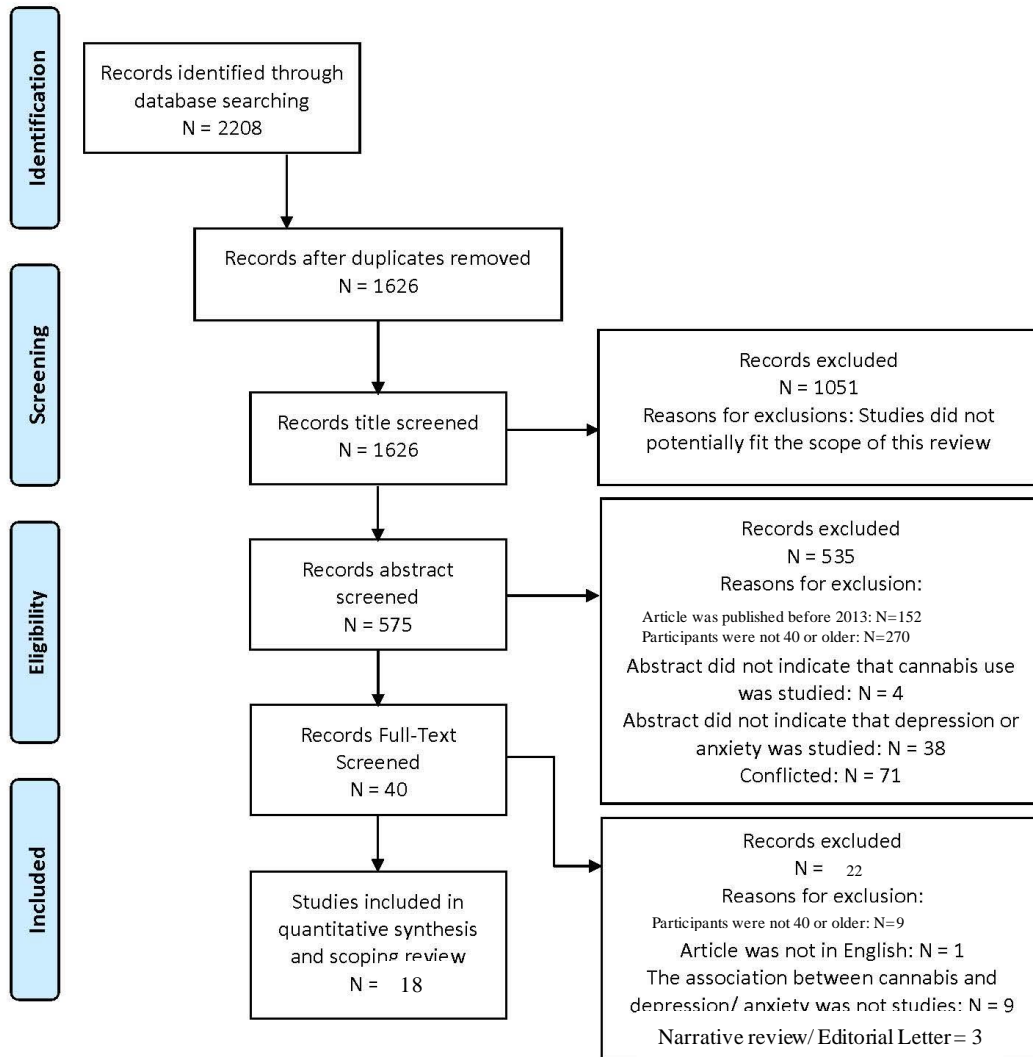 Identification
Records identified through
database searching
N = 2208
Records after duplicates removed
N = 1626
Screening
Records title screened
N = 1626
Records excluded
N = 1051
Reasons for exclusions: Studies did not
potentially fit the scope of this review
Eligibility
Records abstract
screened
N = 575
Records excluded
N = 535
Reasons for exclusion:
Article was published before 2013: N=152
Participants were not 40 or older: N=270
Abstract did not indicate that cannabis use
was studied: N = 4
Abstract did not indicate that depression or
anxiety was studied: N = 38
Conflicted: N = 71
Records Full-Text
Screened
N = 40
Included
Records excluded
N = 22
Reasons for exclusion:
Participants were not 40 or older: N=9
Article was not in English: N = 1
The association between cannabis and
depression/ anxiety was not studies: N = 9
Narrative review/ Editorial Letter = 3
Studies included in
quantitative synthesis
and scoping review
N = 18